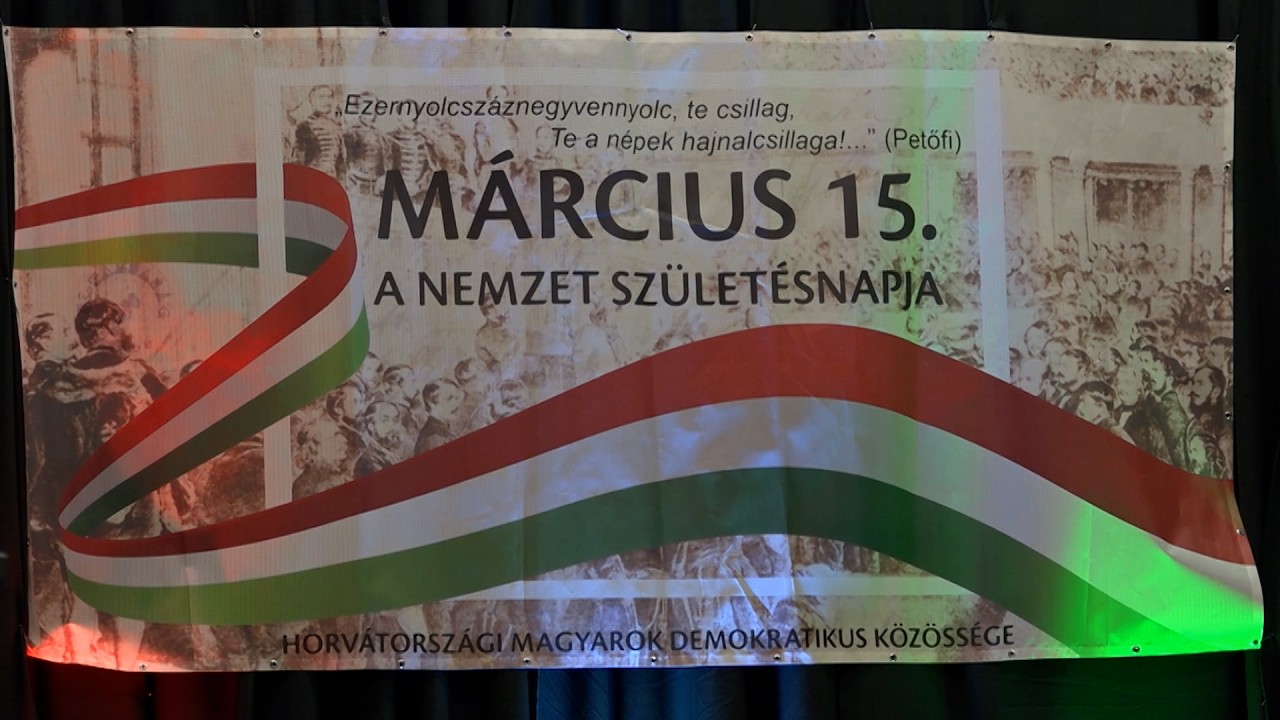 „Ezernyolcszáznegyvennyolc, te csillag,
Te a népek hajnalcsillaga!...” (Petőfi)
MÁRCIUS 15.
A NEMZET SZÜLETÉSNAPJA
HORVÁTORSZÁGI MAGYAROK DEMOKRATIKUS KÖZÖSSÉGE